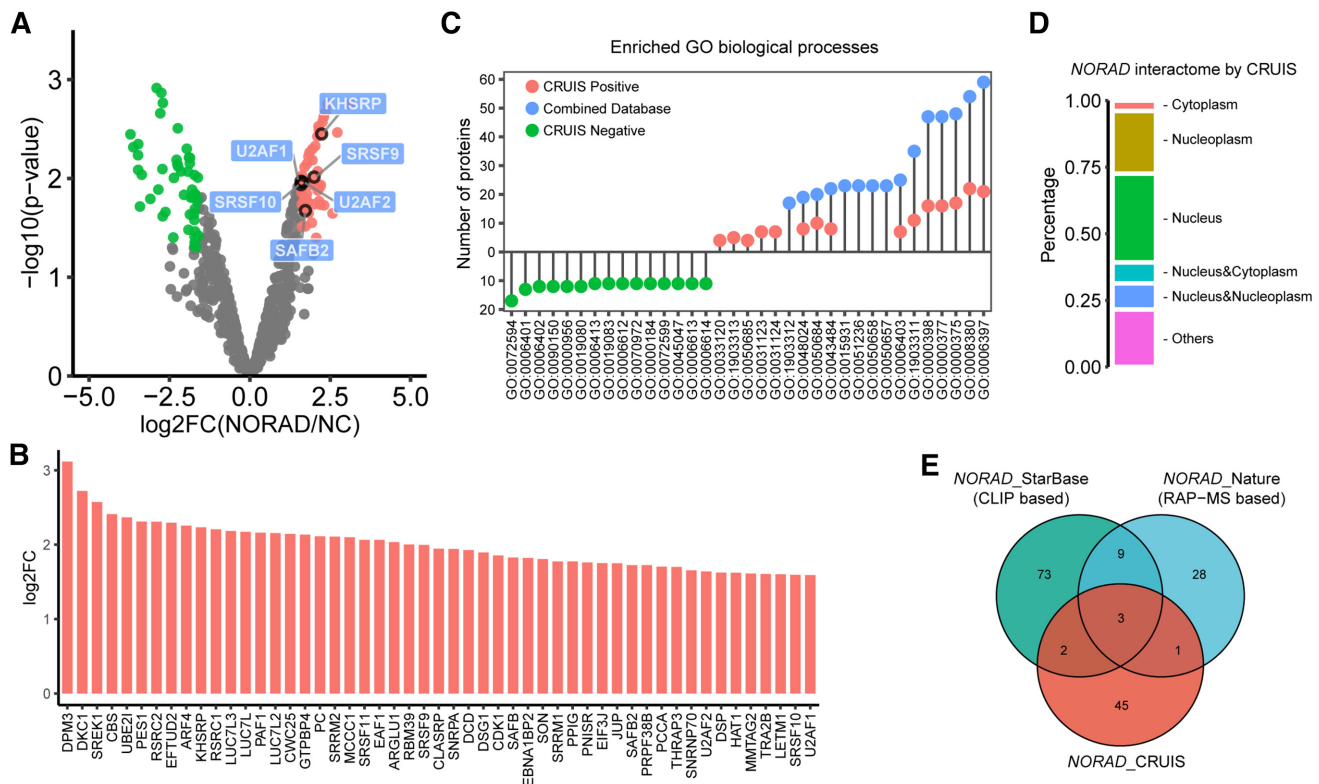 A
3
2
1
0
−log10(p−value)
−5.0
−2.5
0.0
2.5
5.0
log2FC(NORAD/NC)
KHSRP
U2AF1
SRSF9
SRSF10
U2AF2
SAFB2
B
3
2
1
0
log2FC
DPM3
DKC1
SREK1
CBS
UBE2I
PES1
RSRC2
EFTUD2
ARF4
KHSRP
RSRC1
LUC7L3
LUC7L
PAF1
LUC7L2
CWC25
GTPBP4
PC
SRRM2
MCCC1
SRSF11
EAF1
ARGLU1
RBM39
SRSF9
CLASRP
SNRPA
DCD
DSG1
CDK1
SAFB
EBNA1BP2
SON
SRRM1
PPIG
PNISR
EIF3J
JUP
SAFB2
PRPF38B
PCCA
THRAP3
SNRNP70
U2AF2
DSP
HAT1
MMTAG2
TRA2B
LETM1
SRSF10
U2AF1
C
Enriched GO biological processes
CRUIS Positive
Combined Database
CRUIS Negative
Number of proteins
60
50
40
30
20
10
0
10
20
GO:0072594
GO:0006401
GO:0006402
GO:0090150
GO:0000956
GO:0019080
GO:0006413
GO:0019083
GO:0006612
GO:0070972
GO:0000184
GO:0072599
GO:0045047
GO:0006613
GO:0006614
GO:0033120
GO:1903313
GO:0050685
GO:0031123
GO:0031124
GO:1903312
GO:0048024
GO:0050684
GO:0043484
GO:0015931
GO:0051236
GO:0050658
GO:0050657
GO:0006403
GO:1903311
GO:0000398
GO:0000377
GO:0000375
GO:0008380
GO:0006397
D
NORAD interactome by CRUIS
Percentage
1.00
0.75
0.50
0.25
0.00
- Cytoplasm
- Nucleoplasm
- Nucleus
- Nucleus&Cytoplasm
- Nucleus&Nucleoplasm
- Others
E
NORAD_StarBase
(CLIP based)
NORAD_Nature
(RAP−MS based)
9
73
28
3
2
1
45
NORAD_CRUIS